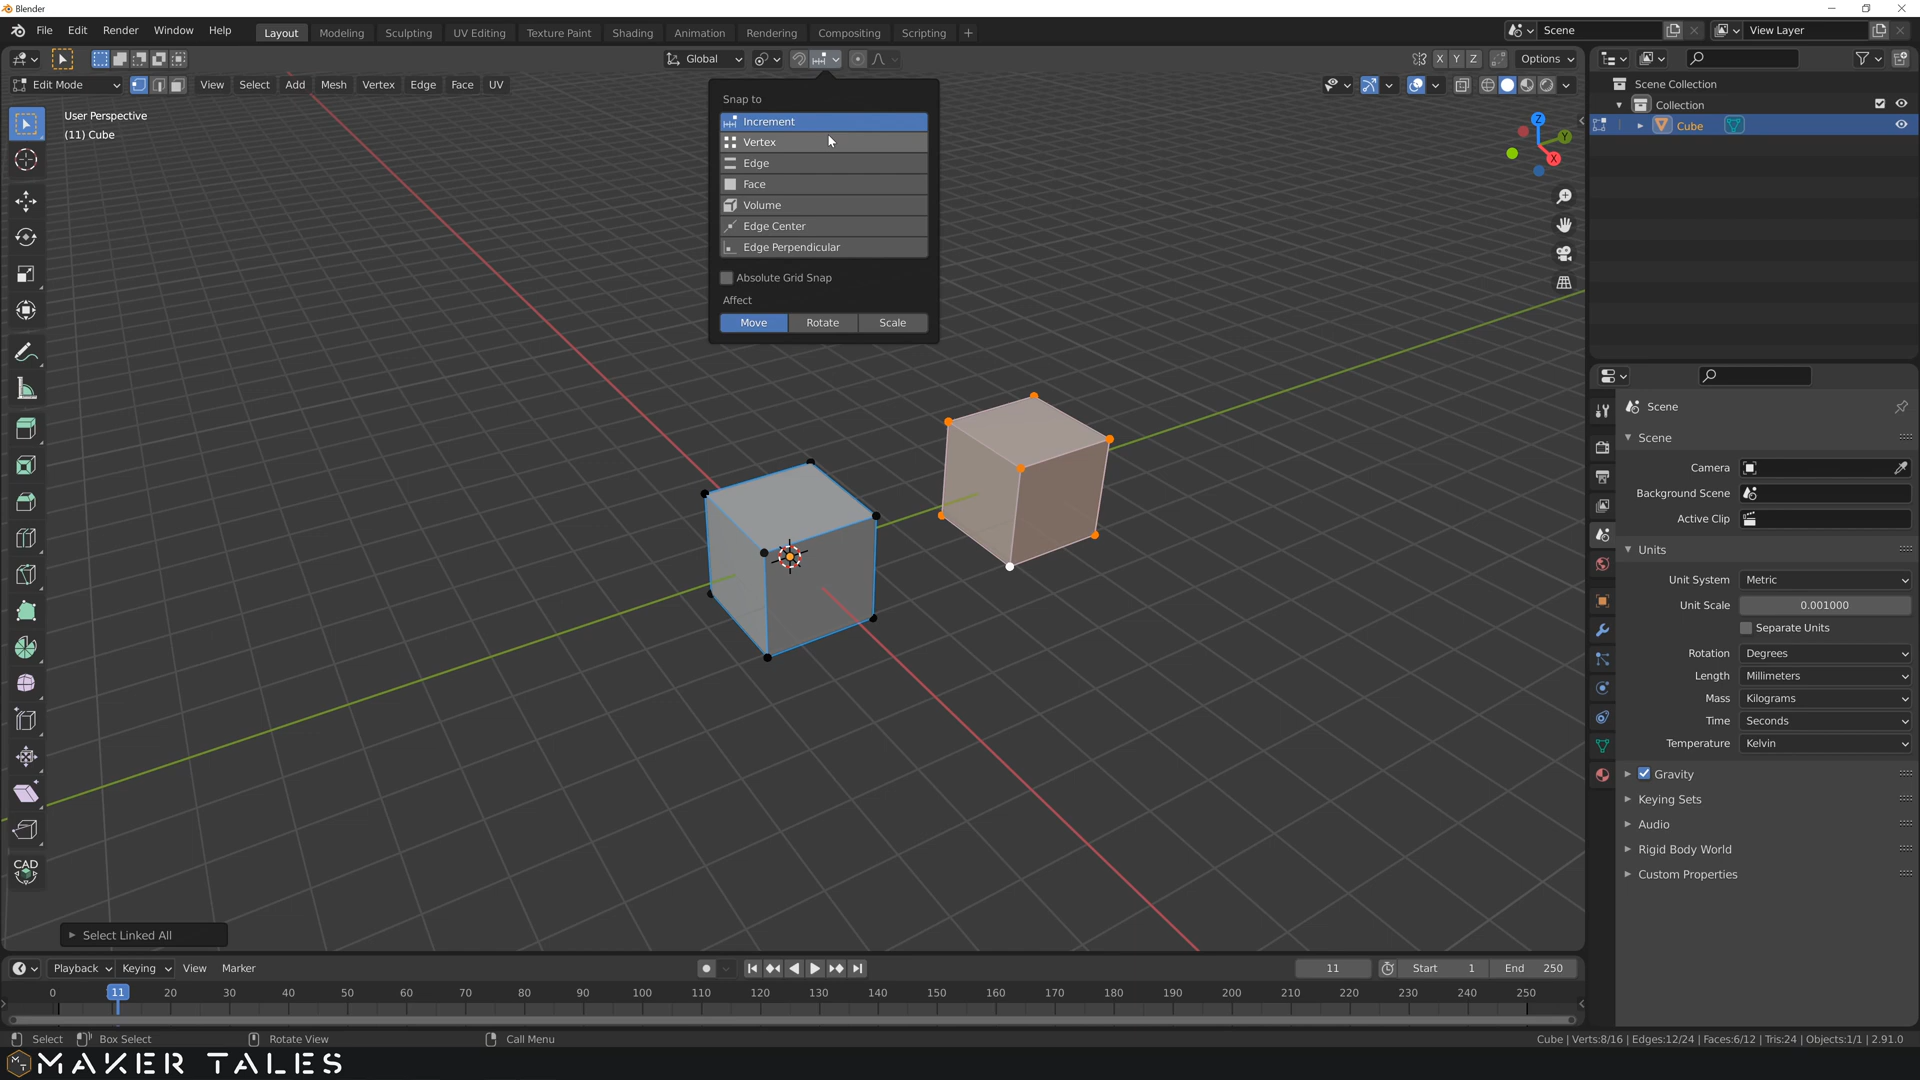 Blender
File Edit Render Window Help
Layout Modeling Sculpting UV Editing Texture Paint Shading Animation Rendering Compositing Scripting +
Scene
View Layer
Global
X Y Z Options
Edit Mode View Select Add Mesh Vertex Edge Face UV
User Perspective
(11) Cube
Snap to
Increment
Vertex
Edge
Face
Volume
Edge Center
Edge Perpendicular
Absolute Grid Snap
Affect
Move Rotate Scale
Z
Y
X
Scene Collection
Collection
Cube
Scene
Scene
Camera
Background Scene
Active Clip
Units
Unit System Metric
Unit Scale 0.001000
Separate Units
Rotation Degrees
Length Millimeters
Mass Kilograms
Time Seconds
Temperature Kelvin
Gravity
Keying Sets
Audio
Rigid Body World
Custom Properties
CAD
Select Linked All
Playback Keying View Marker
11 Start 1 End 250
0 11 20 30 40 50 60 70 80 90 100 110 120 130 140 150 160 170 180 190 200 210 220 230 240 250
Select Box Select Rotate View Call Menu
Cube | Verts:8/16 | Edges:12/24 | Faces:6/12 | Tris:24 | Objects:1/1 | 2.91.0
MT MAKER TALES